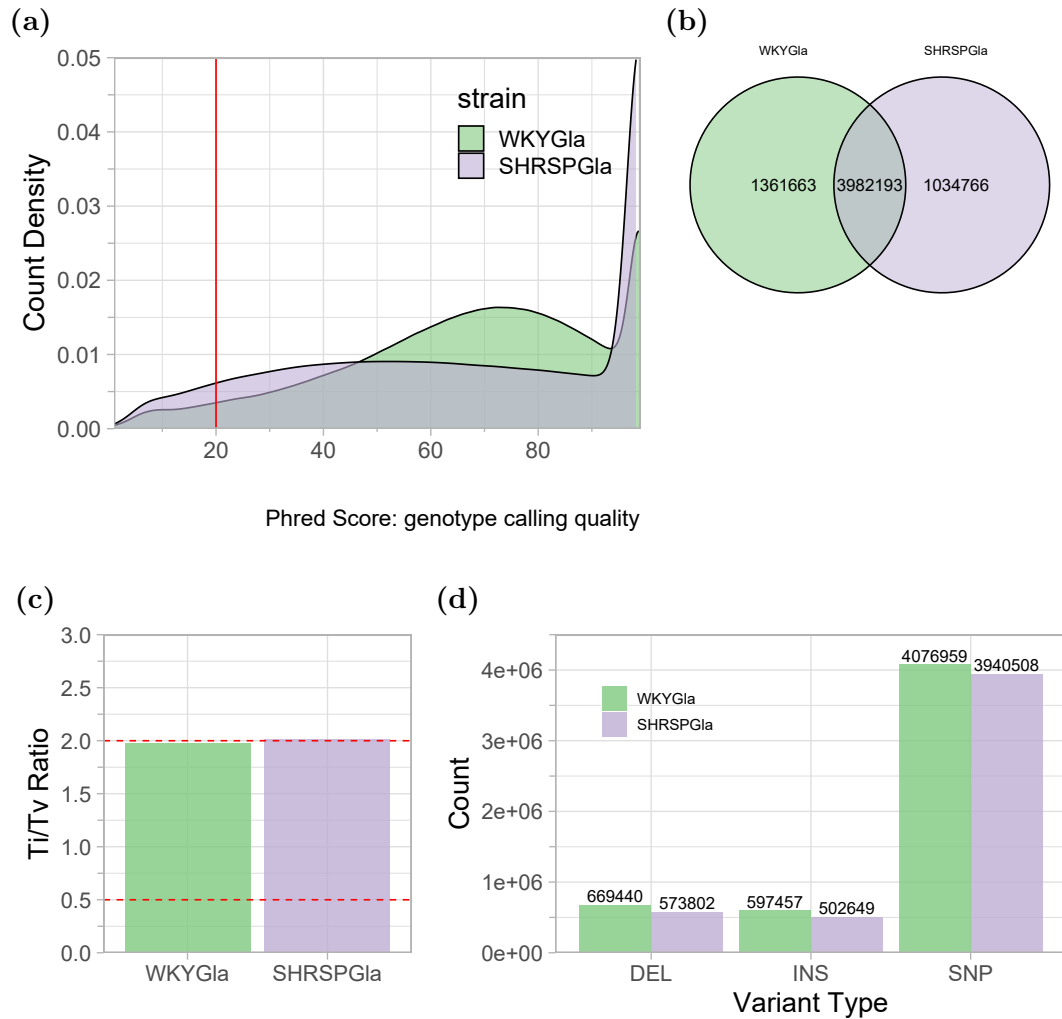 (a)
0.05
0.04
0.03
0.02
0.01
0.00
Count Density
strain
WKYGla
SHRSPGla
20 40 60 80
Phred Score: genotype calling quality
(b)
WKYGla SHRSPGla
1361663 3982193 1034766
(c)
3.0
2.5
2.0
1.5
1.0
0.5
0.0
Ti/Tv Ratio
WKYGla SHRSPGla
(d)
4e+06
3e+06
2e+06
1e+06
0e+00
Count
WKYGla
SHRSPGla
669440 573802 597457 502649 4076959 3940508
DEL INS SNP
Variant Type